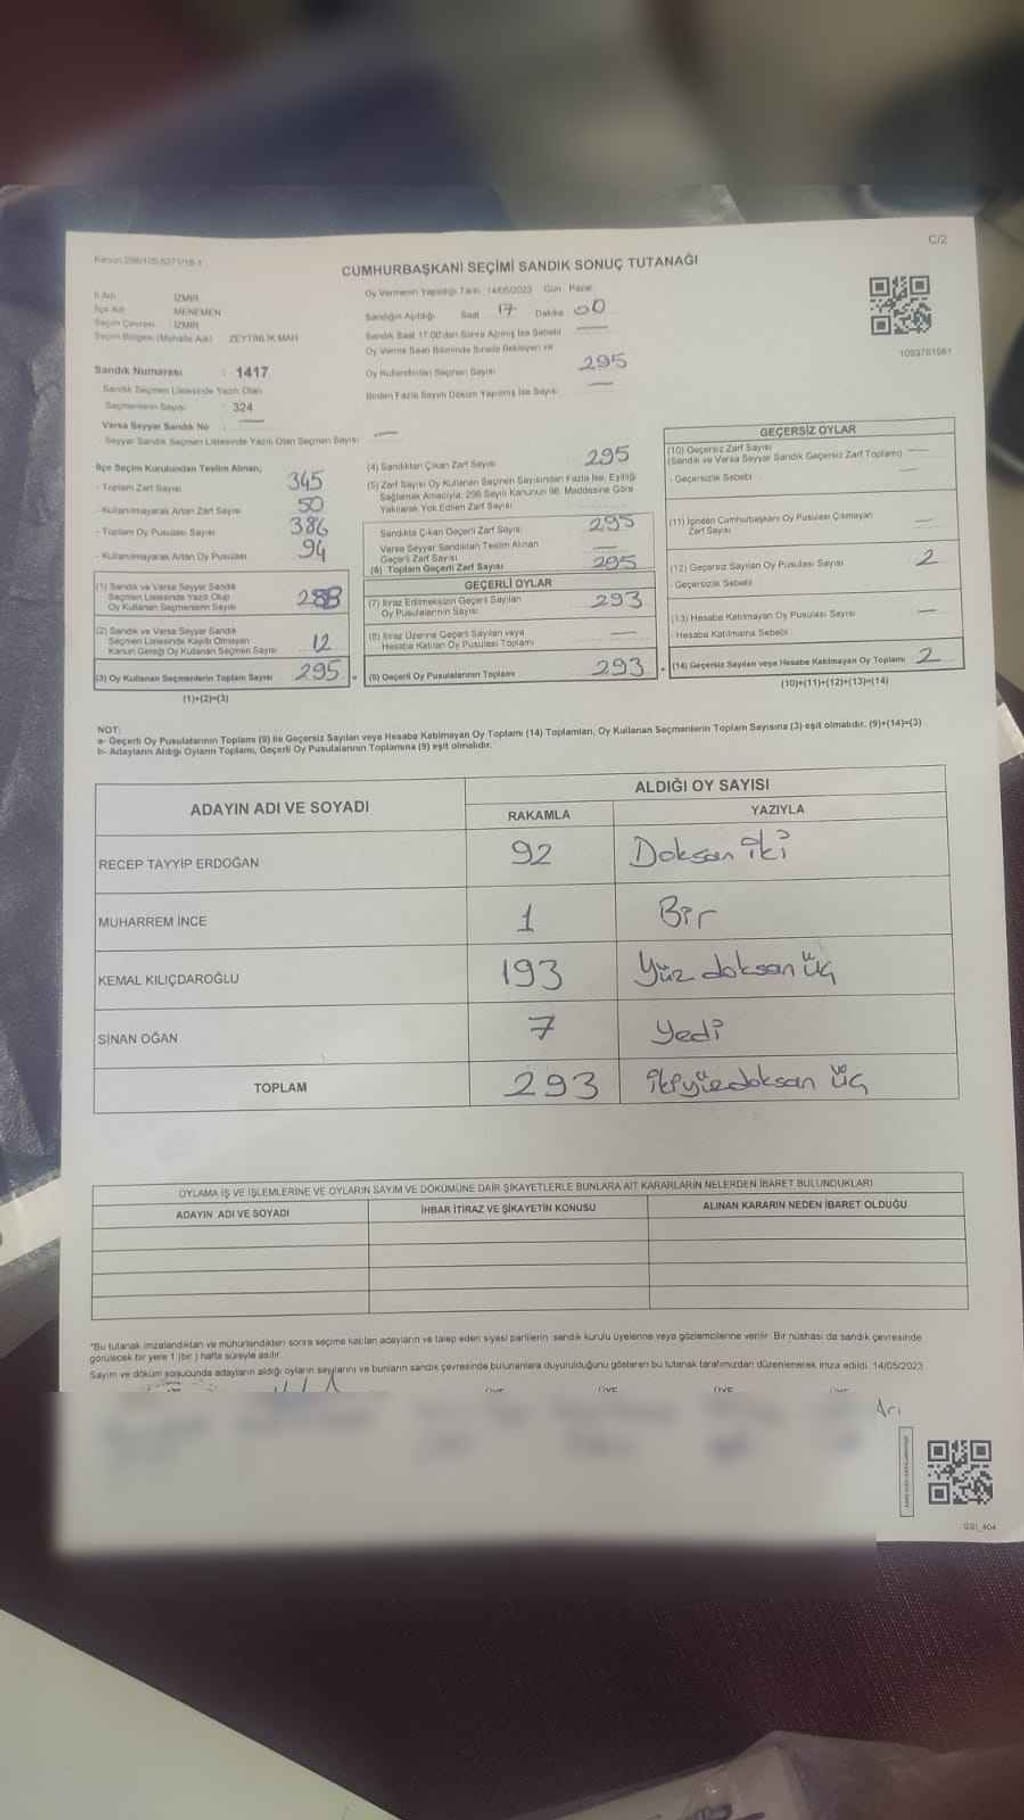 C/2
CUMHURBAŞKANI SEÇİMİ SANDIK SONUÇ TUTANAĞI
İl Adı İZMİR
İlçe Adı MENEMEN
Seçim Çevresi İZMİR
Seçim Bölgesi (Muhalle Adı) ZEYTİNLİK MAH
Oy Vermenin Yapıldığı Tarih 14/05/2023 Gün Pazar
Sandığın Açıldığı Saat 17 Dakika 00
Sandık Saat 17:00'dan Sonra Açılmış İse Sebebi —
Oy Kullandırılan Seçmen Sayısı 295
Birden Fazla Sayım Döküm Yapılmış İse Sayısı —
1093761061
Sandık Numarası : 1417
Sandık Seçmen Listesinde Yazılı Olan
Seçmenlerin Sayısı : 324
Varsa Seyyar Sandık No : —
Seyyar Sandık Seçmen Listesinde Yazılı Olan Seçmen Sayısı —
İlçe Seçim Kurulundan Teslim Alınan;
- Toplam Zarf Sayısı 345
- Kullanılmayarak Artan Zarf Sayısı 50
- Toplam Oy Pusulası Sayısı 386
- Kullanılmayarak Artan Oy Pusulası 94
(1) Sandık ve Varsa Seyyar Sandık
Seçmen Listesinde Yazılı Olup
Oy Kullanan Seçmenlerin Sayısı
(2) Sandık ve Varsa Seyyar Sandık
Seçmen Listesinde Kayıtlı Olmayan
Kanun Gereği Oy Kullanan Seçmen Sayısı 12
(3) Oy Kullanan Seçmenlerin Toplam Sayısı 295
(1)+(2)=(3)
(4) Sandıktan Çıkan Zarf Sayısı 295
(5) Zarf Sayısı Oy Kullanan Seçmen Sayısından Fazla İse, Eşitliği
Sağlamak Amacıyla, 298 Sayılı Kanunun 98. Maddesine Göre
Yakılarak Yok Edilen Zarf Sayısı
Sandıkta Çıkan Geçerli Zarf Sayısı 295
Varsa Seyyar Sandıktan Teslim Alınan
Geçerli Zarf Sayısı —
(6) Toplam Geçerli Zarf Sayısı 295
GEÇERLİ OYLAR
(7) İtiraz Edilmeksizin Geçerli Sayılan
Oy Pusulalarının Sayısı 293
(8) İtiraz Üzerine Geçerli Sayılan veya
Hesaba Katılan Oy Pusulası Toplamı —
(9) Geçerli Oy Pusulalarının Toplamı 293
GEÇERSİZ OYLAR
(10) Geçersiz Zarf Sayısı
(Sandık ve Varsa Seyyar Sandık Geçersiz Zarf Toplamı) —
- Geçersizlik Sebebi —
(11) İçinden Cumhurbaşkanı Oy Pusulası Çıkmayan
Zarf Sayısı —
(12) Geçersiz Sayılan Oy Pusulası Sayısı 2
- Geçersizlik Sebebi
(13) Hesaba Katılmayan Oy Pusulası Sayısı —
- Hesaba Katılmama Sebebi
(14) Geçersiz Sayılan veya Hesaba Katılmayan Oy Toplamı 2
(10)+(11)+(12)+(13)=(14)
NOT:
a- Geçerli Oy Pusulalarının Toplamı (9) ile Geçersiz Sayılan veya Hesaba Katılmayan Oy Toplamı (14) Toplamları, Oy Kullanan Seçmenlerin Toplam Sayısına (3) eşit olmalıdır. (9)+(14)=(3)
b- Adayların Aldığı Oyların Toplamı, Geçerli Oy Pusulalarının Toplamına (9) eşit olmalıdır.
ADAYIN ADI VE SOYADI
ALDIĞI OY SAYISI
RAKAMLA YAZIYLA
RECEP TAYYİP ERDOĞAN 92 Doksan iki
MUHARREM İNCE 1 Bir
KEMAL KILIÇDAROĞLU 193 Yüz doksan üç
SİNAN OĞAN 7 Yedi
TOPLAM 293 ikiyüzdoksan üç
OYLAMA İŞ VE İŞLEMLERİNE VE OYLARIN SAYIM VE DÖKÜMÜNE DAİR ŞİKAYETLERLE BUNLARA AİT KARARLARIN NELERDEN İBARET BULUNDUKLARI
ADAYIN ADI VE SOYADI İHBAR İTİRAZ VE ŞİKAYETİN KONUSU ALINAN KARARIN NEDEN İBARET OLDUĞU
"Bu tutanak imzalandıktan ve mühürlendikten sonra seçime katılan adayların ve talep eden siyasi partilerin sandık kurulu üyelerine veya gözlemcilerine verilir. Bir nüshası da sandık çevresinde
görülecek bir yere 1 (bir ) hafta süreyle asılır.
Sayım ve döküm sonucunda adayların aldığı oyların sayılarını ve bunların sandık çevresinde bulunanlara duyurulduğunu gösteren bu tutanak tarafımızdan düzenlenerek imza edildi. 14/05/2023
Arı